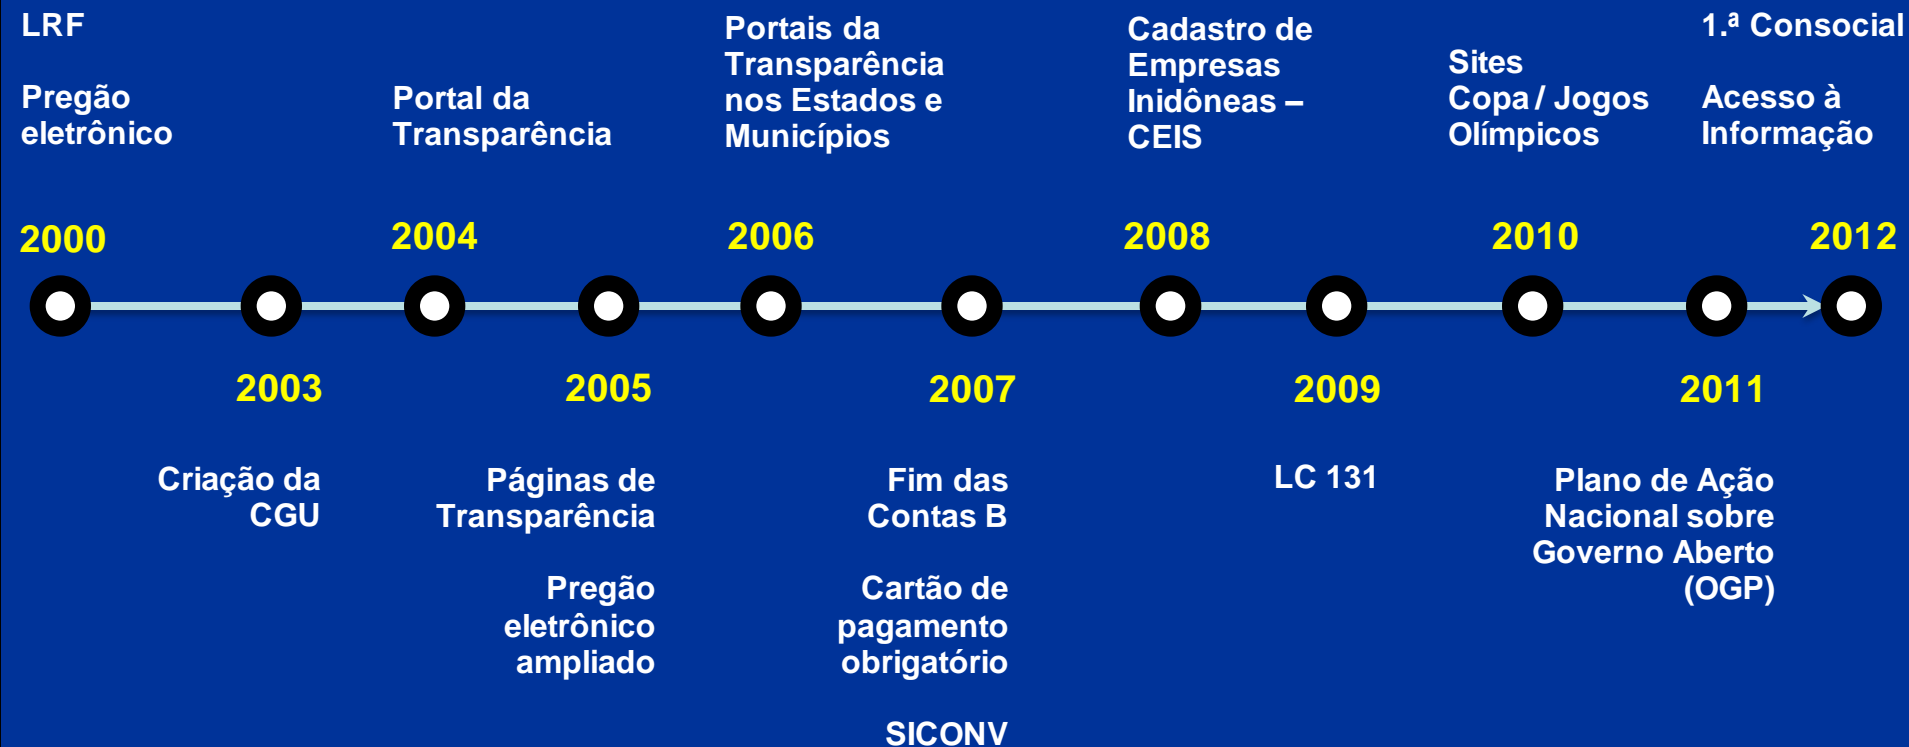 LRF
Pregão
eletrônico
2000
Portal da
Transparência
2004
Portais da
Transparência
nos Estados e
Municípios
2006
Cadastro de
Empresas
Inidôneas –
CEIS
2008
Sites
Copa / Jogos
Olímpicos
2010
1.ª Consocial
Acesso à
Informação
2012
2003
Criação da
CGU
2005
Páginas de
Transparência
Pregão
eletrônico
ampliado
2007
Fim das
Contas B
Cartão de
pagamento
obrigatório
SICONV
2009
LC 131
2011
Plano de Ação
Nacional sobre
Governo Aberto
(OGP)